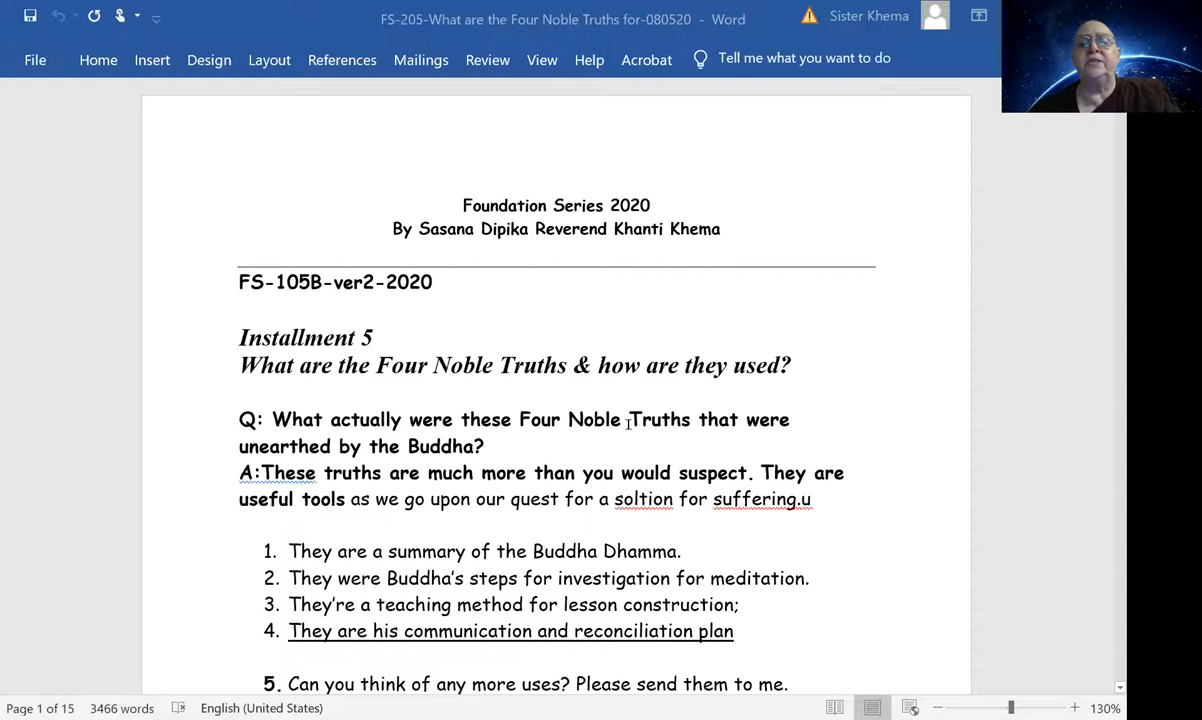 FS-205-What are the Four Noble Truths for-080520 - Word
Sister Khema
File Home Insert Design Layout References Mailings Review View Help Acrobat Tell me what you want to do
Foundation Series 2020
By Sasana Dipika Reverend Khanti Khema
FS-105B-ver2-2020
Installment 5
What are the Four Noble Truths & how are they used?
Q: What actually were these Four Noble Truths that were
unearthed by the Buddha?
A:These truths are much more than you would suspect. They are
useful tools as we go upon our quest for a soltion for suffering.u
1. They are a summary of the Buddha Dhamma.
2. They were Buddha's steps for investigation for meditation.
3. They're a teaching method for lesson construction;
4. They are his communication and reconciliation plan
5. Can you think of any more uses? Please send them to me.
Page 1 of 15 3466 words English (United States) 130%